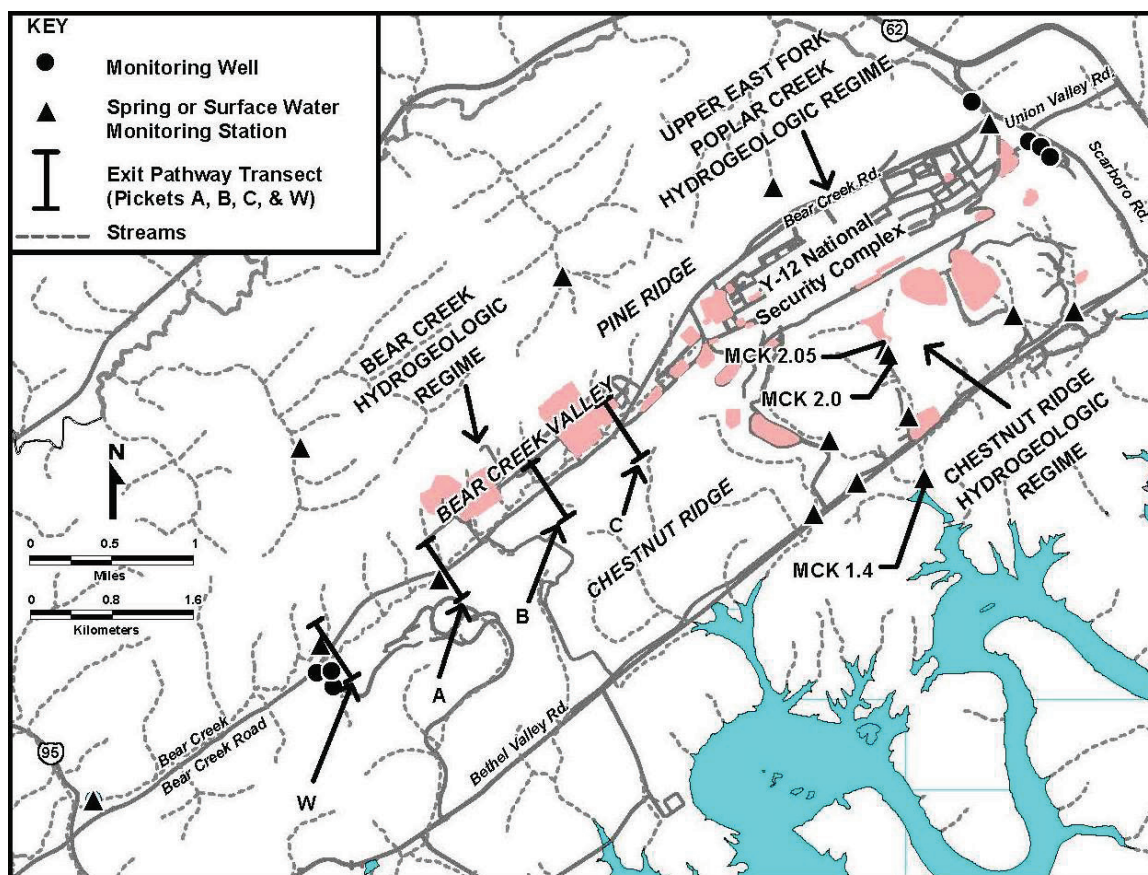 KEY
Monitoring Well
Spring or Surface Water
Monitoring Station
Exit Pathway Transect
(Pickets A, B, C, & W)
Streams
62
UPPER EAST FORK
POPLAR CREEK
HYDROGEOLOGIC REGIME
Union Valley Rd.
Scarboro Rd.
Bear Creek Rd.
Y-12 National
Security Complex
PINE RIDGE
BEAR CREEK
HYDROGEOLOGIC
REGIME
BEAR CREEK VALLEY
MCK 2.05
MCK 2.0
CHESTNUT RIDGE
HYDROGEOLOGIC
REGIME
MCK 1.4
CHESTNUT RIDGE
C
B
A
W
N
0 0.5 1
Miles
0 0.8 1.6
Kilometers
Bethel Valley Rd.
Bear Creek
Bear Creek Road
95